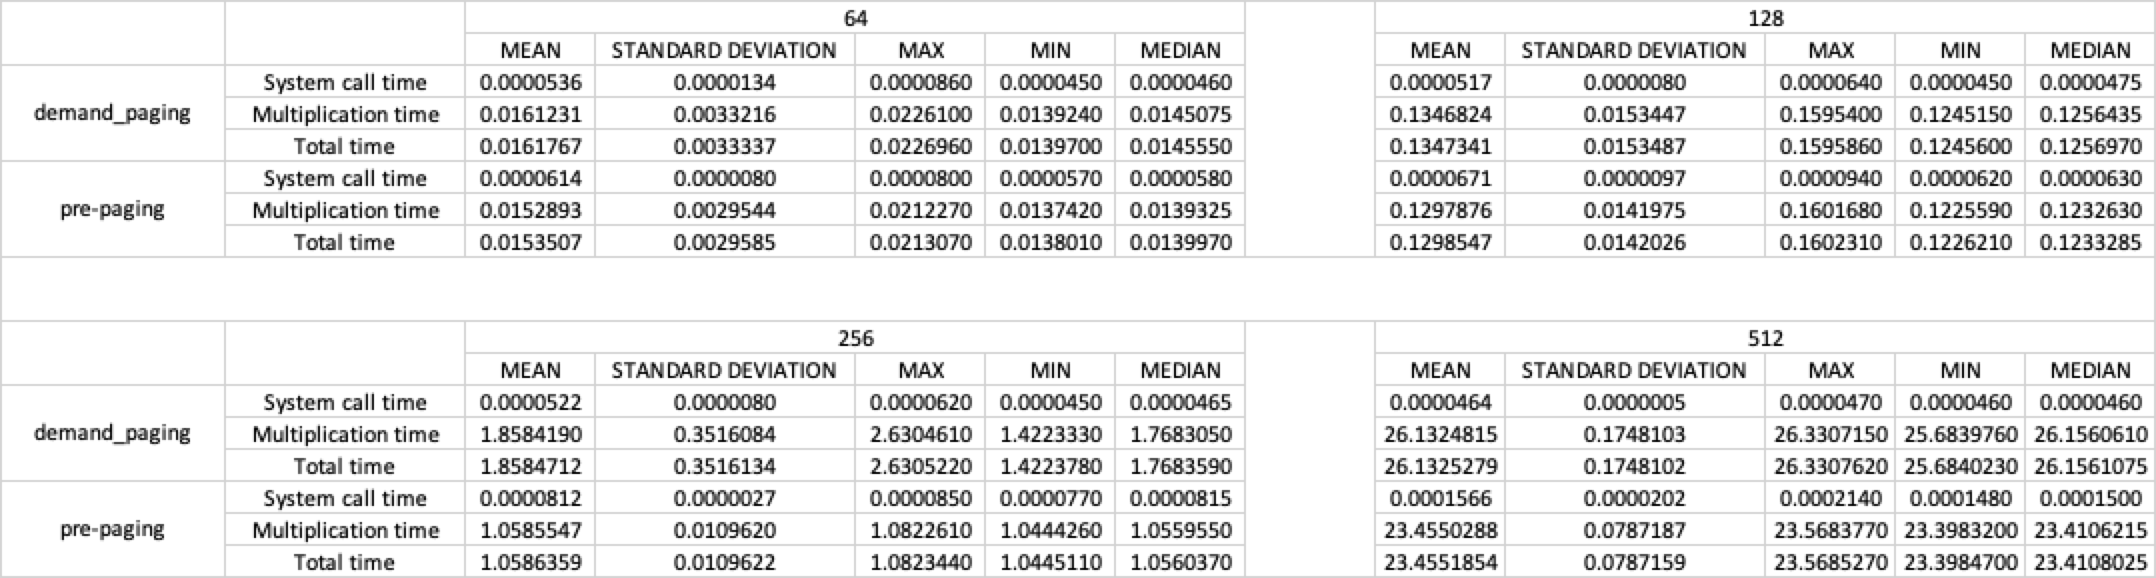 64 128
MEAN STANDARD DEVIATION MAX MIN MEDIAN MEAN STANDARD DEVIATION MAX MIN MEDIAN
demand_paging System call time 0.0000536 0.0000134 0.0000860 0.0000450 0.0000460 0.0000517 0.0000080 0.0000640 0.0000450 0.0000475
Multiplication time 0.0161231 0.0033216 0.0226100 0.0139240 0.0145075 0.1346824 0.0153447 0.1595400 0.1245150 0.1256435
Total time 0.0161767 0.0033337 0.0226960 0.0139700 0.0145550 0.1347341 0.0153487 0.1595860 0.1245600 0.1256970
pre-paging System call time 0.0000614 0.0000080 0.0000800 0.0000570 0.0000580 0.0000671 0.0000097 0.0000940 0.0000620 0.0000630
Multiplication time 0.0152893 0.0029544 0.0212270 0.0137420 0.0139325 0.1297876 0.0141975 0.1601680 0.1225590 0.1232630
Total time 0.0153507 0.0029585 0.0213070 0.0138010 0.0139970 0.1298547 0.0142026 0.1602310 0.1226210 0.1233285
256 512
MEAN STANDARD DEVIATION MAX MIN MEDIAN MEAN STANDARD DEVIATION MAX MIN MEDIAN
demand_paging System call time 0.0000522 0.0000080 0.0000620 0.0000450 0.0000465 0.0000464 0.0000005 0.0000470 0.0000460 0.0000460
Multiplication time 1.8584190 0.3516084 2.6304610 1.4223330 1.7683050 26.1324815 0.1748103 26.3307150 25.6839760 26.1560610
Total time 1.8584712 0.3516134 2.6305220 1.4223780 1.7683590 26.1325279 0.1748102 26.3307620 25.6840230 26.1561075
pre-paging System call time 0.0000812 0.0000027 0.0000850 0.0000770 0.0000815 0.0001566 0.0000202 0.0002140 0.0001480 0.0001500
Multiplication time 1.0585547 0.0109620 1.0822610 1.0444260 1.0559550 23.4550288 0.0787187 23.5683770 23.3983200 23.4106215
Total time 1.0586359 0.0109622 1.0823440 1.0445110 1.0560370 23.4551854 0.0787159 23.5685270 23.3984700 23.4108025